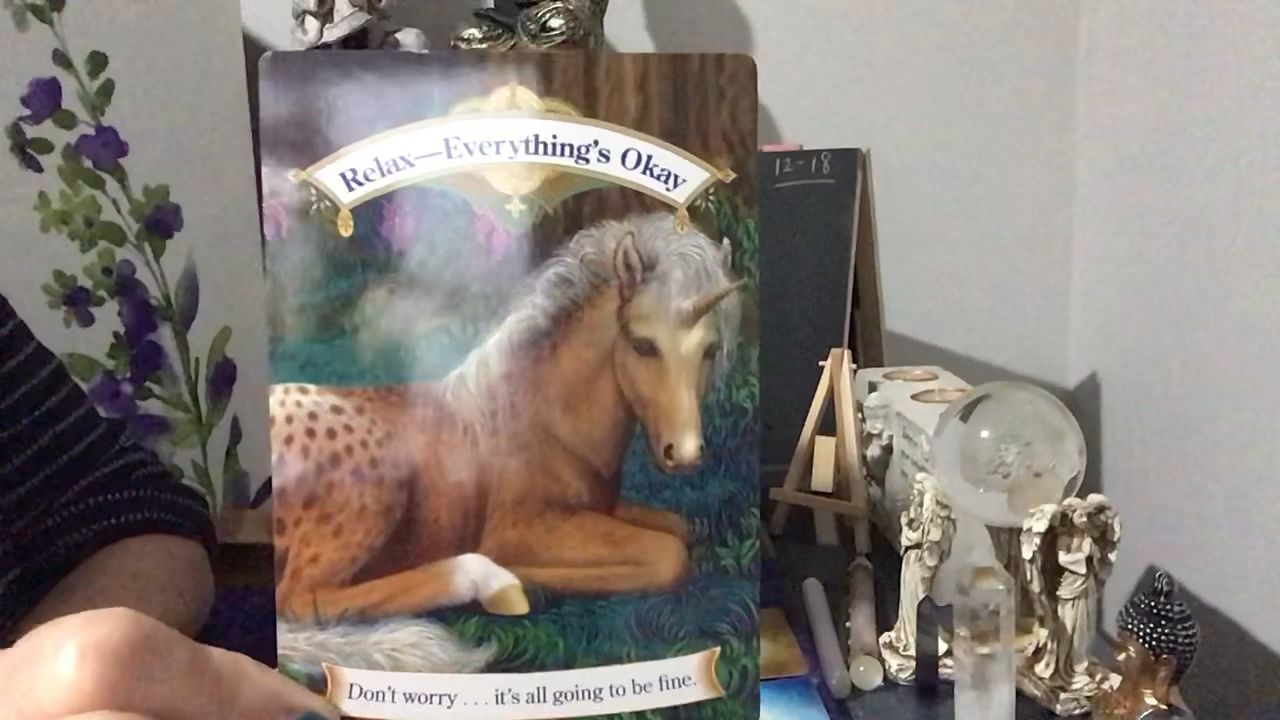 Relax—Everything's Okay
12-18
Don't worry . . . it's all going to be fine.